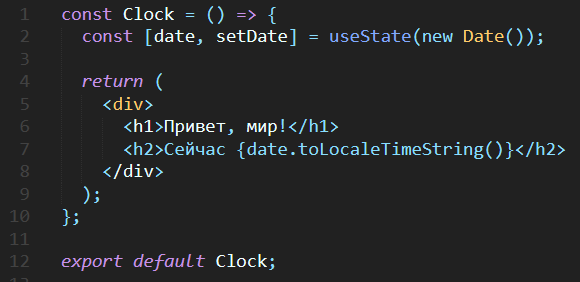 1 const Clock = () => {
2   const [date, setDate] = useState(new Date());
3
4   return (
5     <div>
6       <h1>Привет, мир!</h1>
7       <h2>Сейчас {date.toLocaleTimeString()}</h2>
8     </div>
9   );
10 };
11
12 export default Clock;